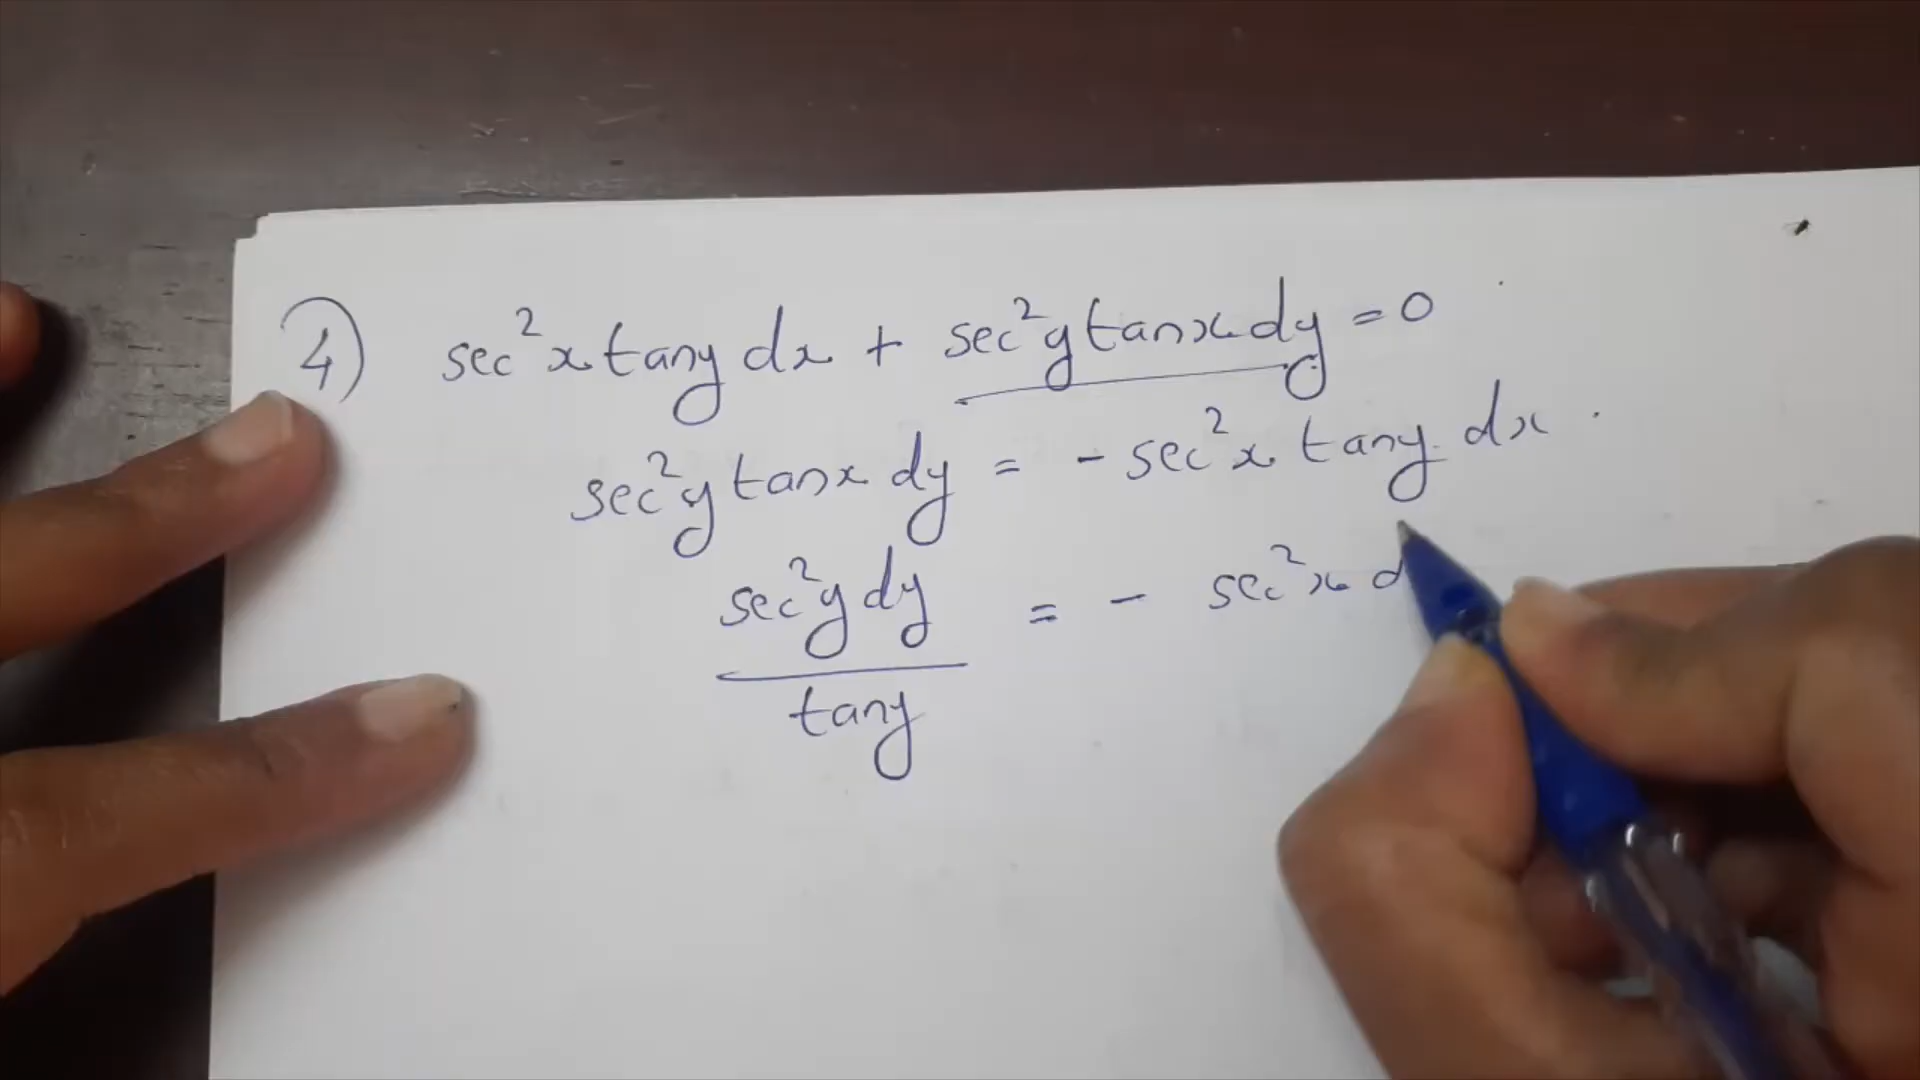 4) sec²x tany dx + sec²y tanx dy = 0
sec²y tanx dy = - sec²x tany dx
sec²y dy / tany = - sec²x d